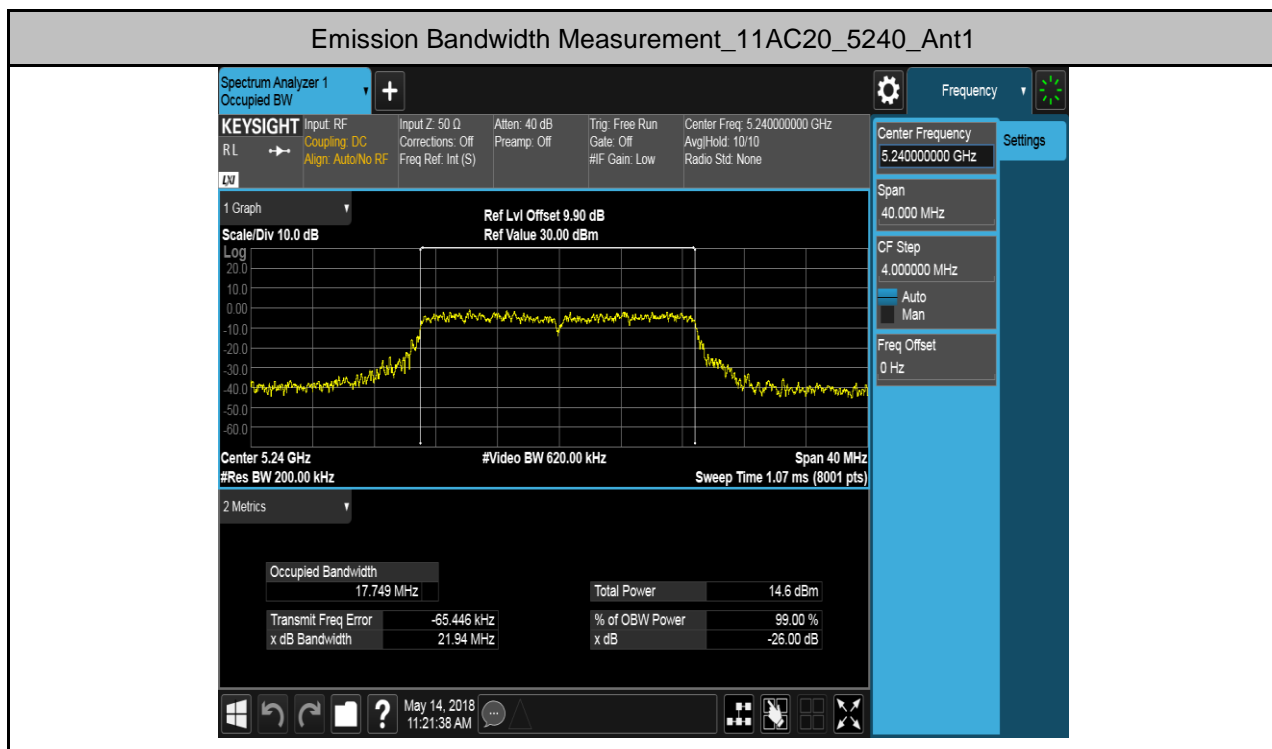 Emission Bandwidth Measurement_11AC20_5240_Ant1
Spectrum Analyzer 1
Occupied BW
+
Frequency
KEYSIGHT
RL
LXI
Input: RF
Coupling: DC
Align: Auto/No RF
Input Z: 50 Ω
Corrections: Off
Freq Ref: Int (S)
Atten: 40 dB
Preamp: Off
Trig: Free Run
Gate: Off
#IF Gain: Low
Center Freq: 5.240000000 GHz
Avg|Hold: 10/10
Radio Std: None
Center Frequency
5.240000000 GHz
Settings
Span
40.000 MHz
CF Step
4.000000 MHz
Auto
Man
Freq Offset
0 Hz
1 Graph
Scale/Div 10.0 dB
Ref Lvl Offset 9.90 dB
Ref Value 30.00 dBm
Log
20.0
10.0
0.00
-10.0
-20.0
-30.0
-40.0
-50.0
-60.0
Center 5.24 GHz
#Video BW 620.00 kHz
Span 40 MHz
#Res BW 200.00 kHz
Sweep Time 1.07 ms (8001 pts)
2 Metrics
Occupied Bandwidth
17.749 MHz
Total Power 14.6 dBm
Transmit Freq Error -65.446 kHz
% of OBW Power 99.00 %
x dB Bandwidth 21.94 MHz
x dB -26.00 dB
?
May 14, 2018
11:21:38 AM